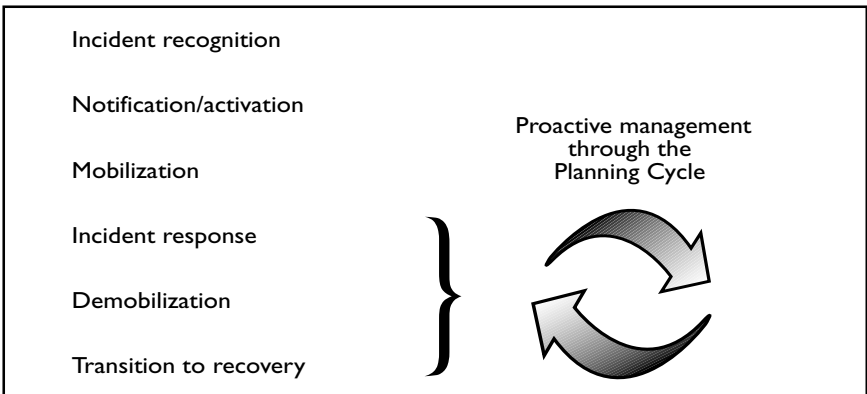 Incident recognition
Notification/activation
Mobilization
Incident response
Demobilization
Transition to recovery
Proactive management
through the
Planning Cycle